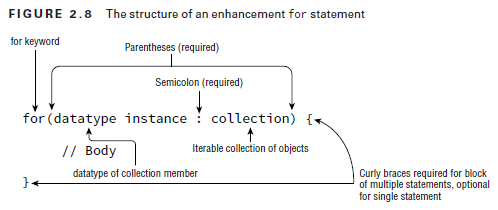 FIGURE 2.8 The structure of an enhancement for statement
for keyword
Parentheses (required)
Semicolon (required)
for(datatype instance : collection) {
// Body
Iterable collection of objects
datatype of collection member
}
Curly braces required for block
of multiple statements, optional
for single statement